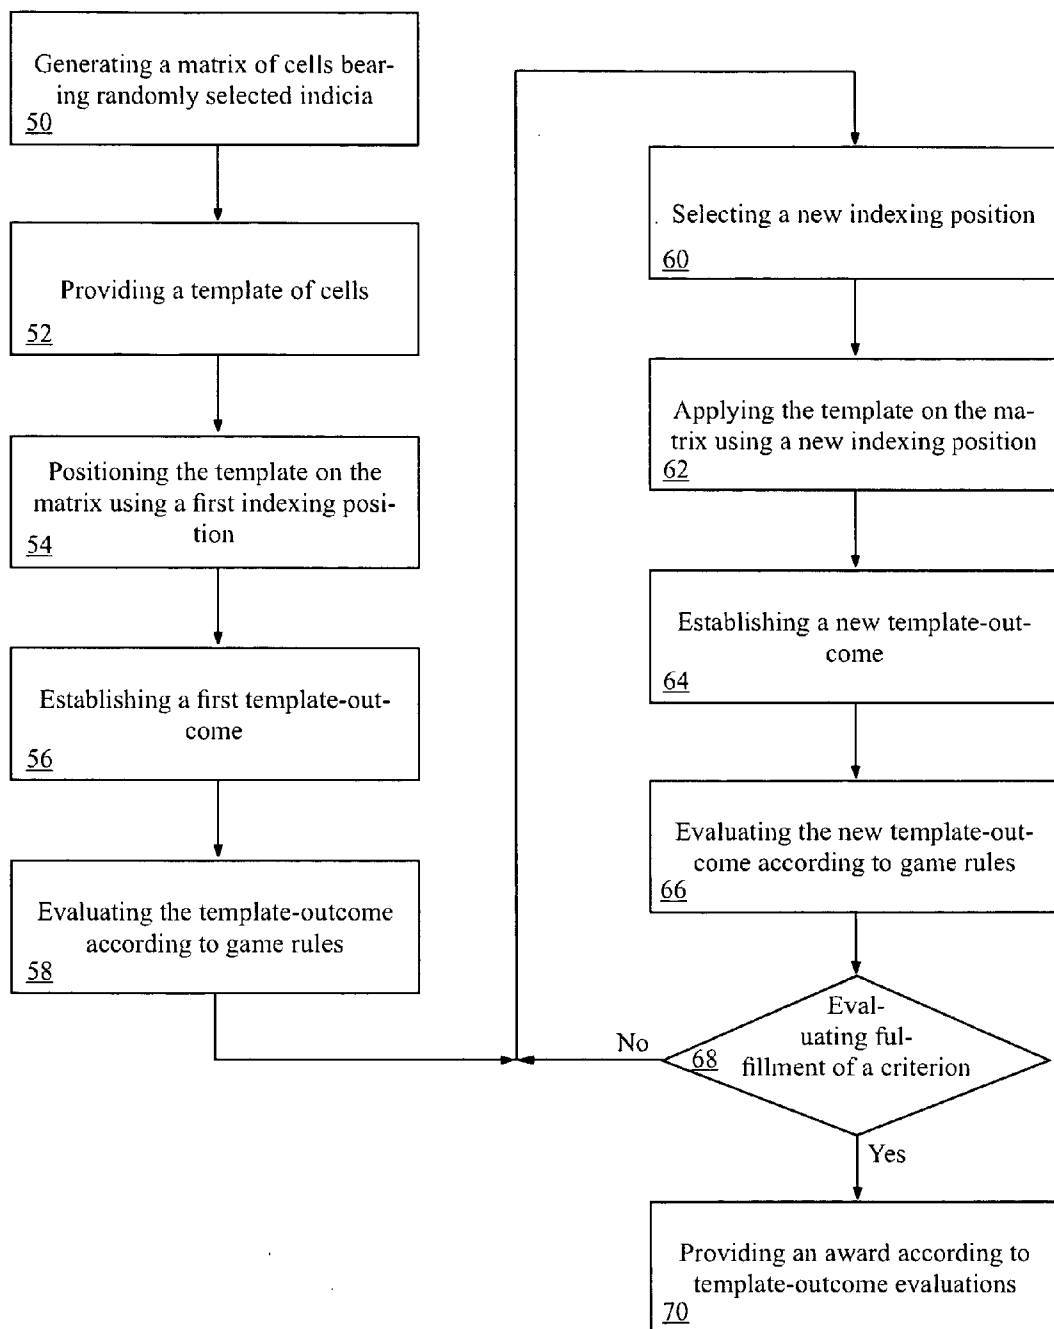 Generating a matrix of cells bear-
ing randomly selected indicia
50
Providing a template of cells
52
Positioning the template on the
matrix using a first indexing posi-
tion
54
Establishing a first template-out-
come
56
Evaluating the template-outcome
according to game rules
58
Selecting a new indexing position
60
Applying the template on the ma-
trix using a new indexing position
62
Establishing a new template-out-
come
64
Evaluating the new template-out-
come according to game rules
66
Eval-
uating ful-
fillment of a criterion
68
No
Yes
Providing an award according to
template-outcome evaluations
70